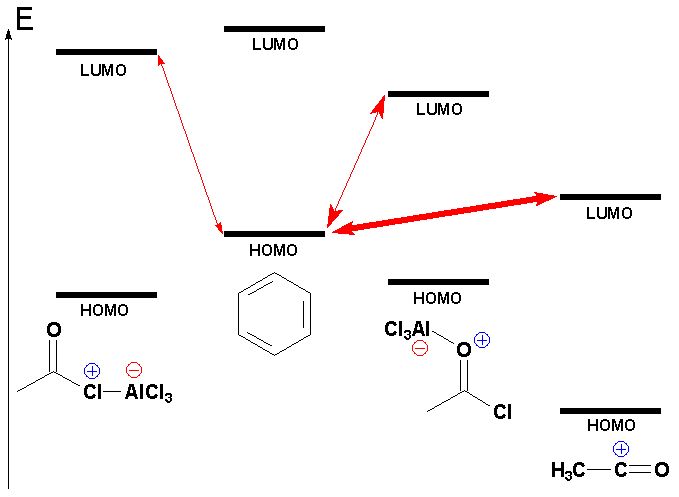 E
LUMO
LUMO
LUMO
LUMO
HOMO
HOMO
HOMO
HOMO
O
Cl⊕—AlCl₃⊖
Cl₃Al⊖
O⊕
Cl
H₃C—C⊕=O